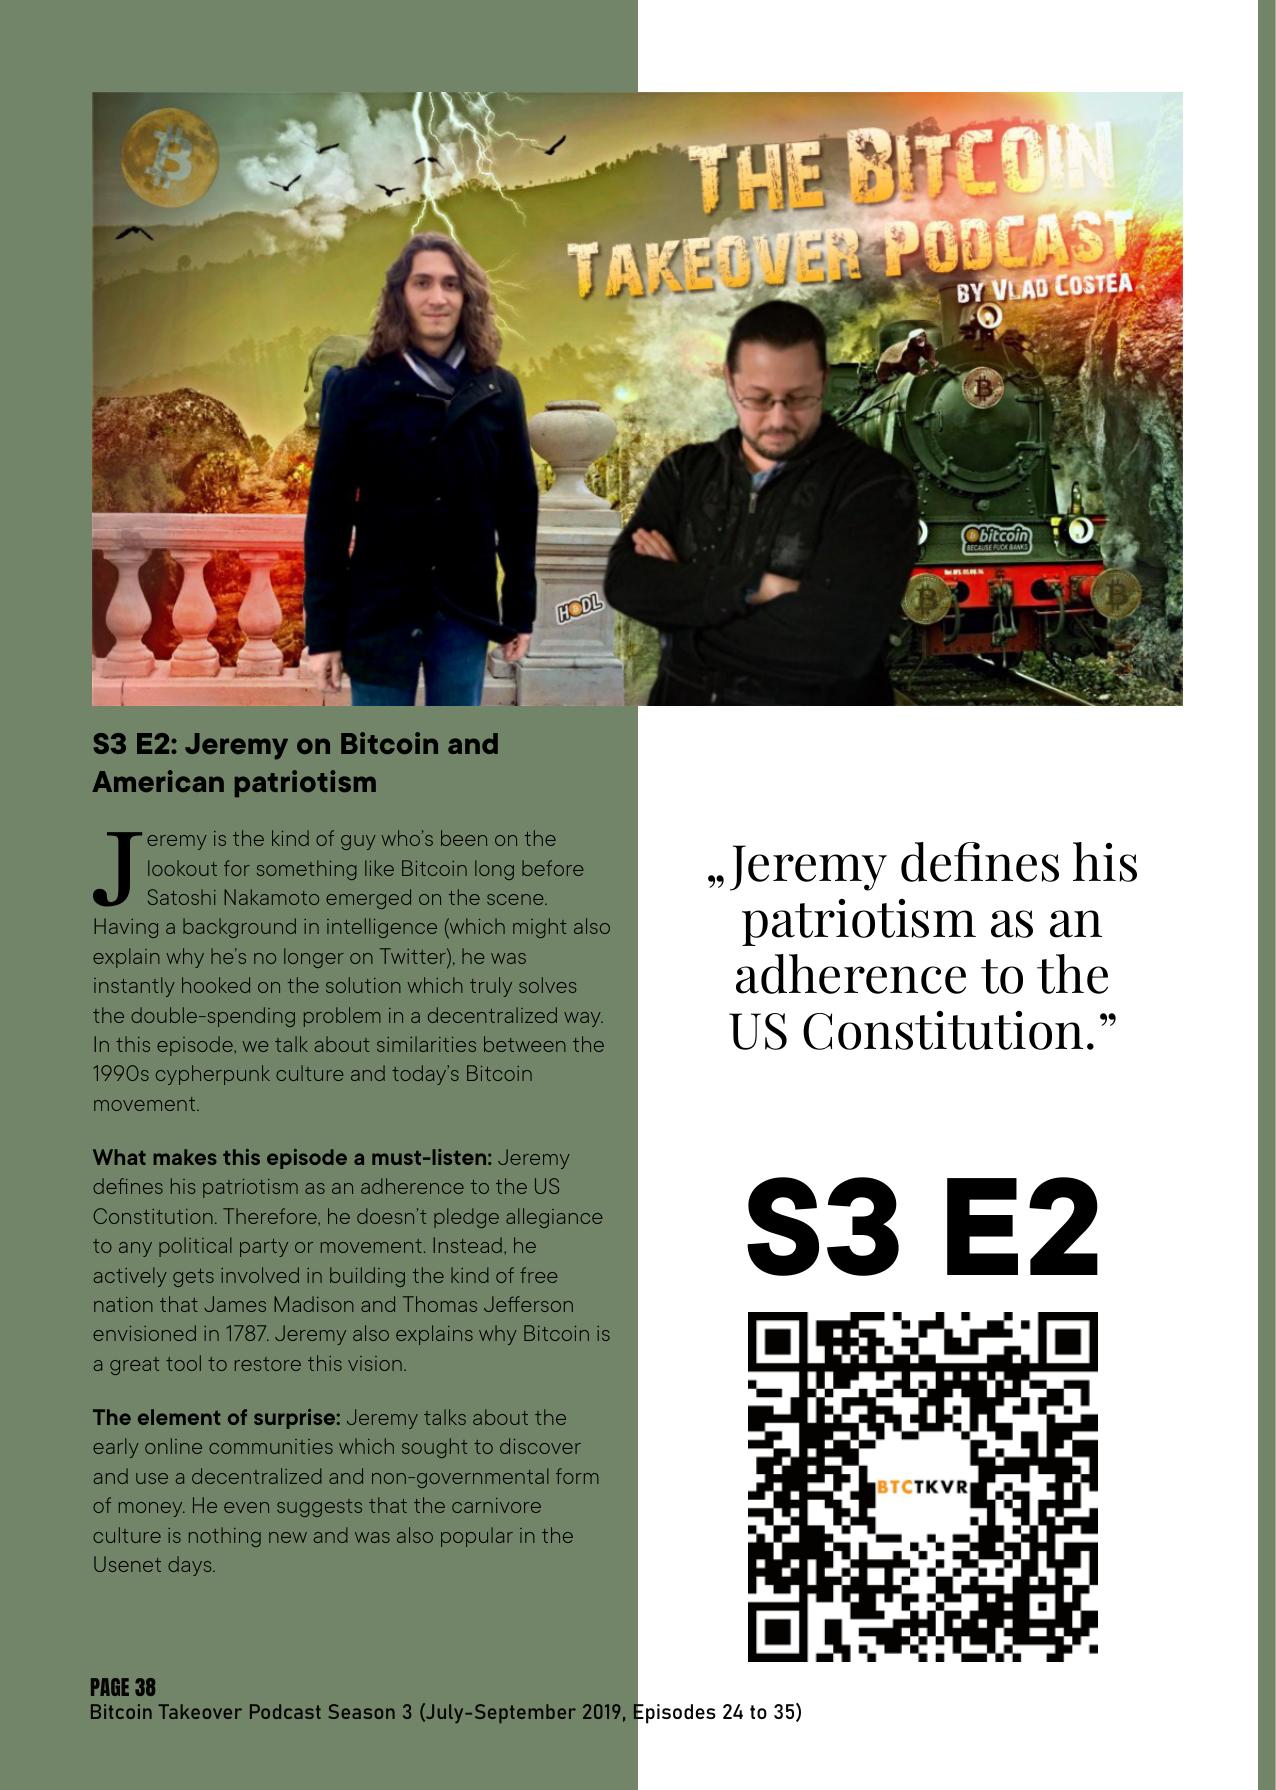 THE BITCOIN
TAKEOVER PODCAST
BY VLAD COSTEA
bitcoin
BECAUSE FUCK BANKS
HODL
S3 E2: Jeremy on Bitcoin and
American patriotism
Jeremy is the kind of guy who's been on the
lookout for something like Bitcoin long before
Satoshi Nakamoto emerged on the scene.
Having a background in intelligence (which might also
explain why he's no longer on Twitter), he was
instantly hooked on the solution which truly solves
the double-spending problem in a decentralized way.
In this episode, we talk about similarities between the
1990s cypherpunk culture and today's Bitcoin
movement.
What makes this episode a must-listen: Jeremy
defines his patriotism as an adherence to the US
Constitution. Therefore, he doesn't pledge allegiance
to any political party or movement. Instead, he
actively gets involved in building the kind of free
nation that James Madison and Thomas Jefferson
envisioned in 1787. Jeremy also explains why Bitcoin is
a great tool to restore this vision.
The element of surprise: Jeremy talks about the
early online communities which sought to discover
and use a decentralized and non-governmental form
of money. He even suggests that the carnivore
culture is nothing new and was also popular in the
Usenet days.
„Jeremy defines his
patriotism as an
adherence to the
US Constitution.”
S3 E2
BTCTKVR
PAGE 38
Bitcoin Takeover Podcast Season 3 (July-September 2019, Episodes 24 to 35)